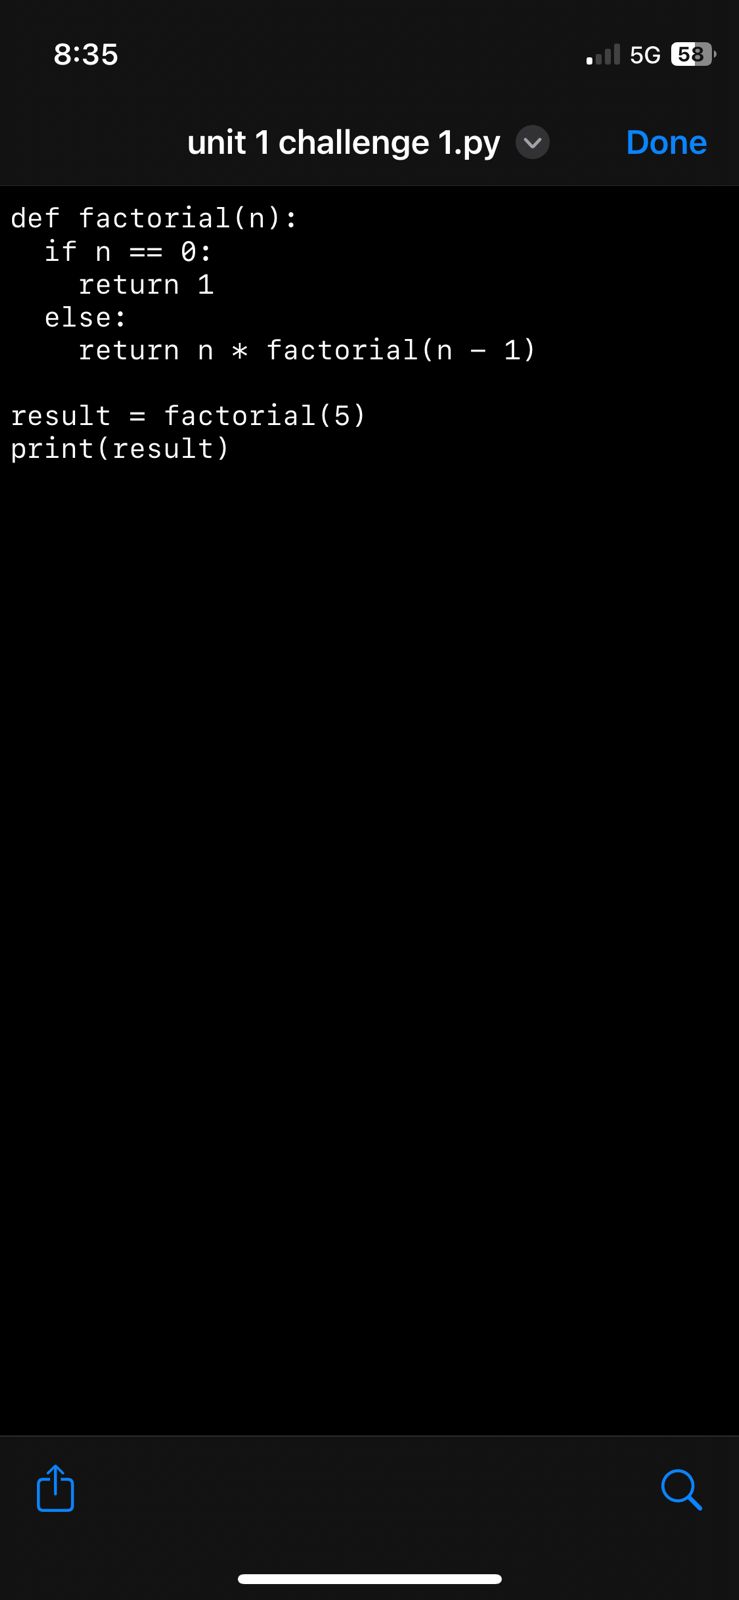 8:35
5G 58
unit 1 challenge 1.py
Done
def factorial(n):
  if n == 0:
    return 1
  else:
    return n * factorial(n - 1)

result = factorial(5)
print(result)